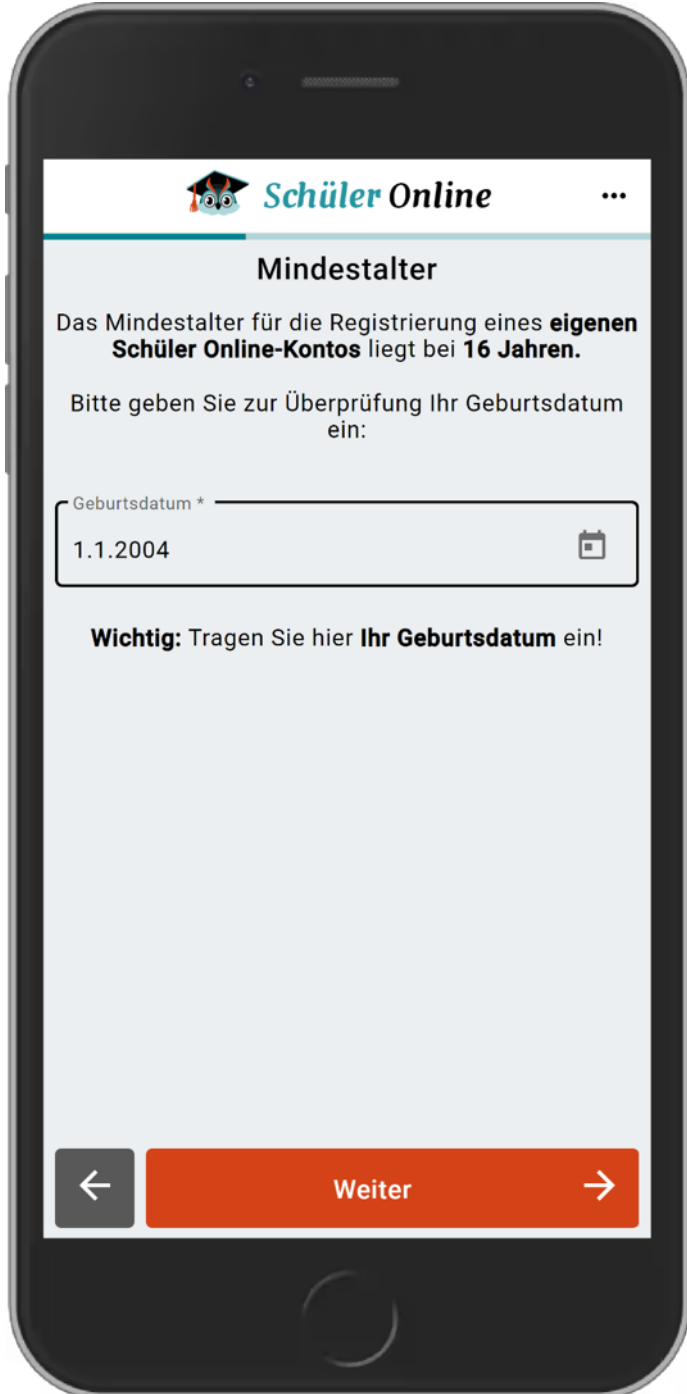 Schüler Online
Mindestalter
Das Mindestalter für die Registrierung eines eigenen
Schüler Online-Kontos liegt bei 16 Jahren.
Bitte geben Sie zur Überprüfung Ihr Geburtsdatum
ein:
Geburtsdatum *
1.1.2004
Wichtig: Tragen Sie hier Ihr Geburtsdatum ein!
Weiter